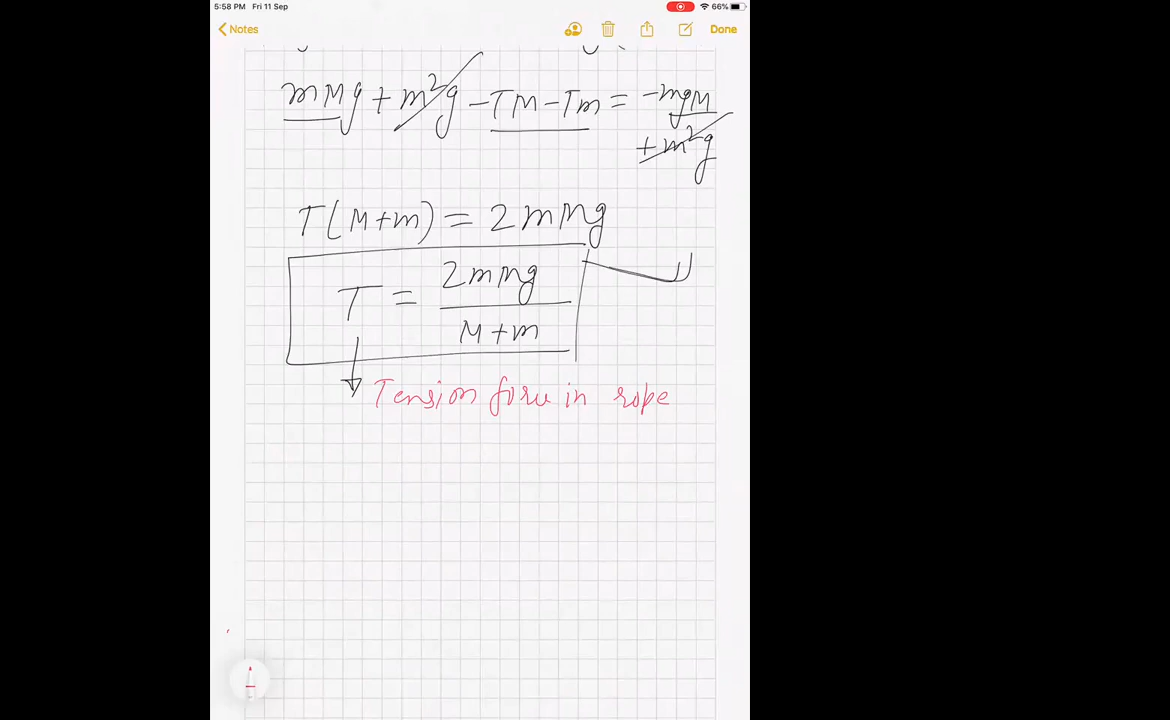 5:58 PM Fri 11 Sep 66%
Notes Done
mMg + m²g - TM - Tm = -mgM
+ m²g
T(M+m) = 2mMg
T = 2mMg
M+m
Tension force in rope